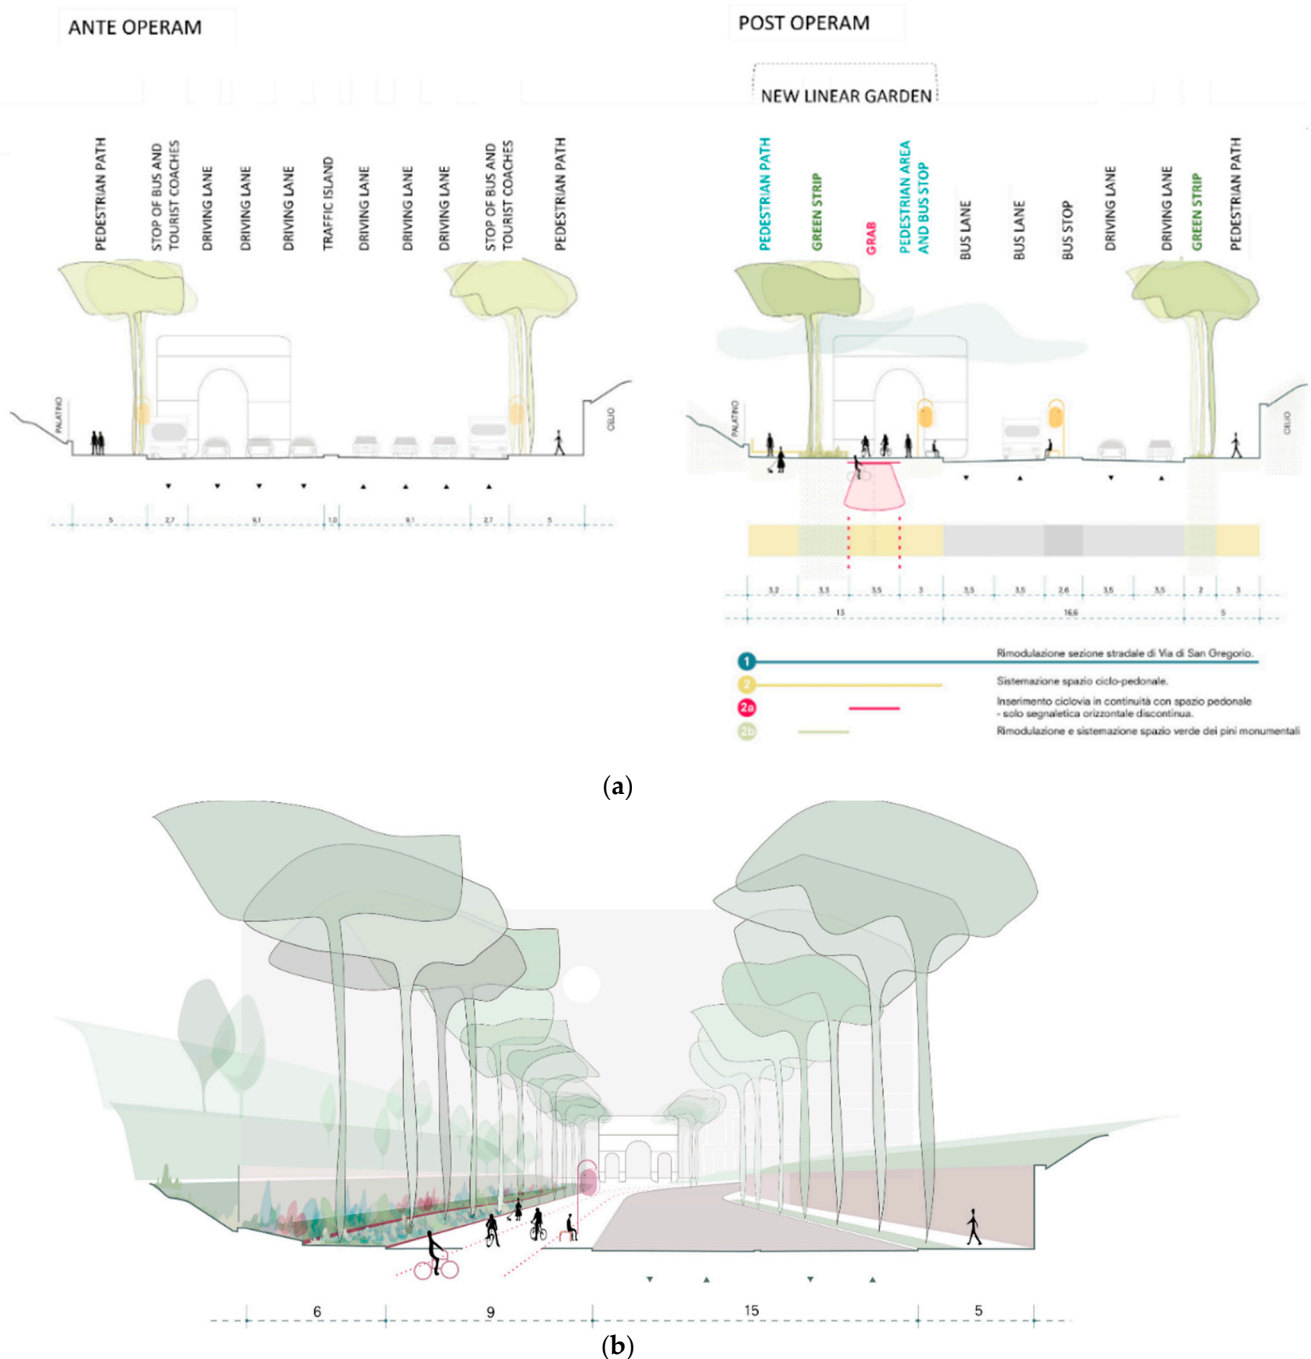 ANTE OPERAM
PEDESTRIAN PATH
STOP OF BUS AND
TOURIST COACHES
DRIVING LANE
DRIVING LANE
DRIVING LANE
TRAFFIC ISLAND
DRIVING LANE
DRIVING LANE
DRIVING LANE
STOP OF BUS AND
TOURIST COACHES
PEDESTRIAN PATH
PALATINO
CELIO
5
2,7
9,1
1,0
9,1
2,7
5
POST OPERAM
NEW LINEAR GARDEN
PEDESTRIAN PATH
GREEN STRIP
GRAB
PEDESTRIAN AREA
AND BUS STOP
BUS LANE
BUS LANE
BUS STOP
DRIVING LANE
DRIVING LANE
GREEN STRIP
PEDESTRIAN PATH
PALATINO
CELIO
3,2
3,3
3,5
3
3,5
3,5
2,6
3,5
3,5
2
3
13
16,6
5
1 Rimodulazione sezione stradale di Via di San Gregorio.
2 Sistemazione spazio ciclo-pedonale.
2a Inserimento ciclovia in continuità con spazio pedonale
- solo segnaletica orizzontale discontinua.
2b Rimodulazione e sistemazione spazio verde dei pini monumentali
(a)
6
9
15
5
(b)